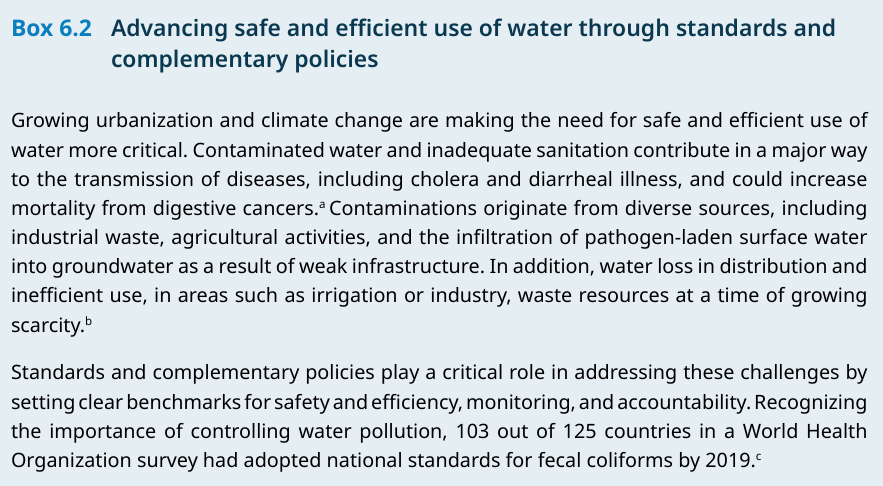 Box 6.2 Advancing safe and efficient use of water through standards and
complementary policies
Growing urbanization and climate change are making the need for safe and efficient use of
water more critical. Contaminated water and inadequate sanitation contribute in a major way
to the transmission of diseases, including cholera and diarrheal illness, and could increase
mortality from digestive cancers.ᵃ Contaminations originate from diverse sources, including
industrial waste, agricultural activities, and the infiltration of pathogen-laden surface water
into groundwater as a result of weak infrastructure. In addition, water loss in distribution and
inefficient use, in areas such as irrigation or industry, waste resources at a time of growing
scarcity.ᵇ
Standards and complementary policies play a critical role in addressing these challenges by
setting clear benchmarks for safety and efficiency, monitoring, and accountability. Recognizing
the importance of controlling water pollution, 103 out of 125 countries in a World Health
Organization survey had adopted national standards for fecal coliforms by 2019.ᶜ